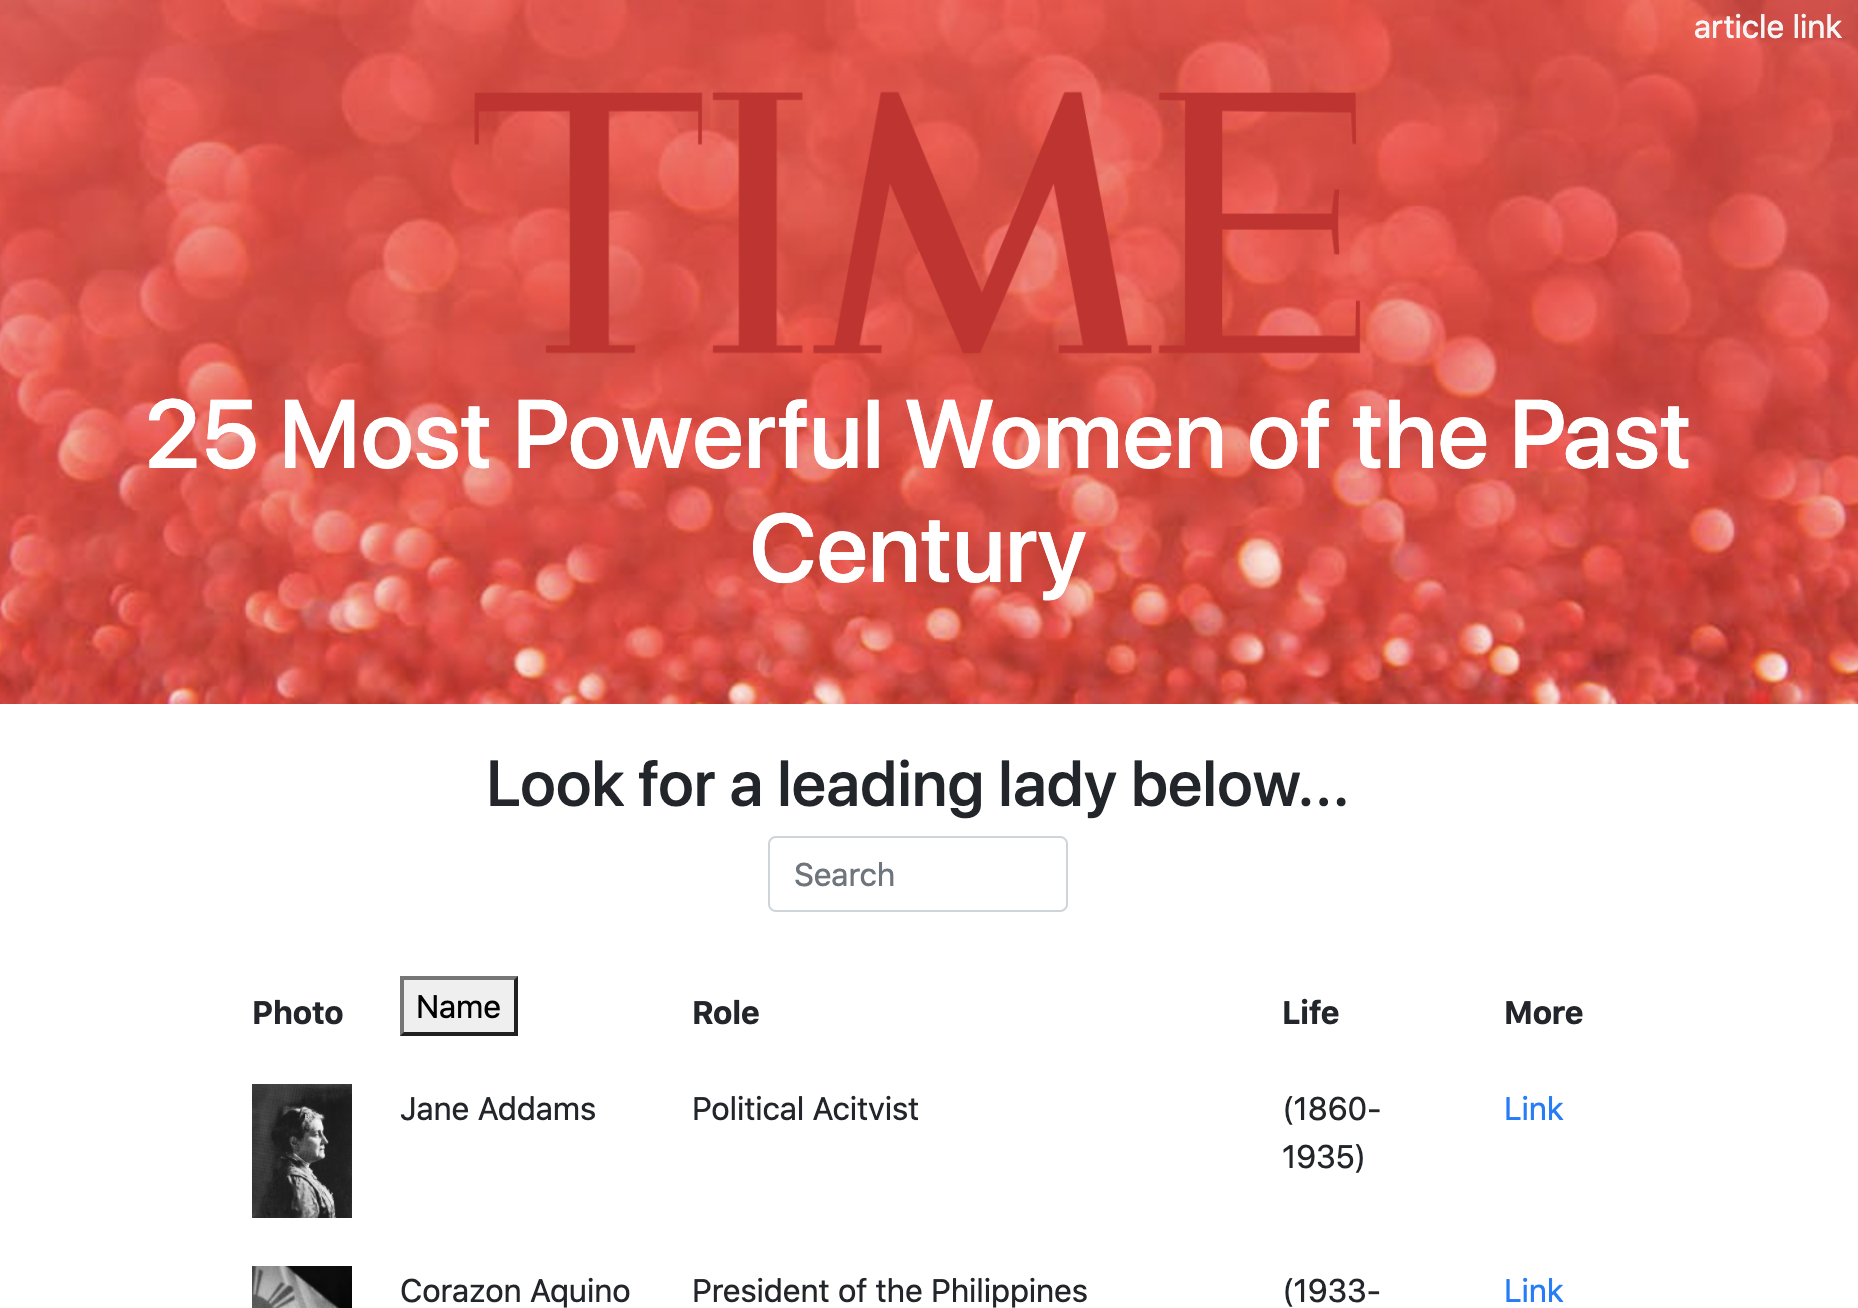 article link
TIME
25 Most Powerful Women of the Past
Century
Look for a leading lady below...
Search
Photo Name Role Life More
Jane Addams Political Acitvist (1860-
1935) Link
Corazon Aquino President of the Philippines (1933- Link